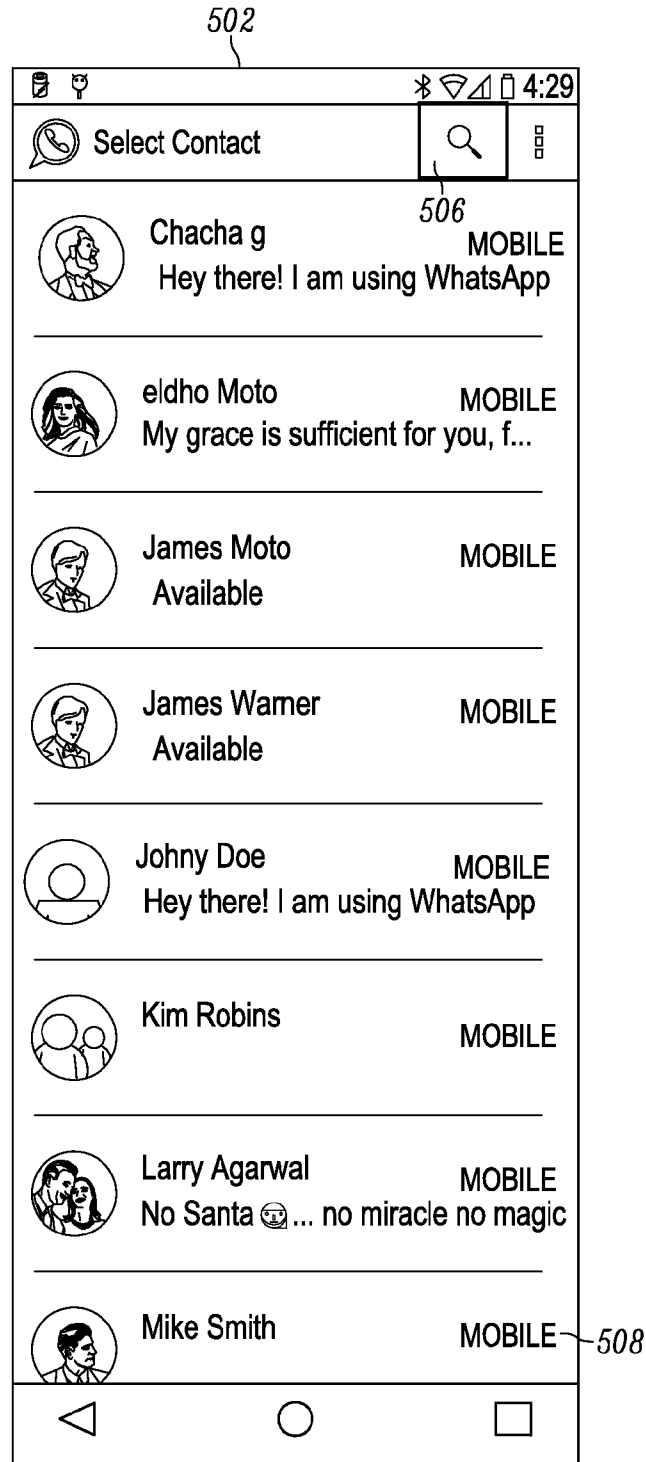 502
4:29
Select Contact
506
Chacha g MOBILE
Hey there! I am using WhatsApp
eldho Moto MOBILE
My grace is sufficient for you, f...
James Moto MOBILE
Available
James Warner MOBILE
Available
Johny Doe MOBILE
Hey there! I am using WhatsApp
Kim Robins MOBILE
Larry Agarwal MOBILE
No Santa ... no miracle no magic
Mike Smith MOBILE 508